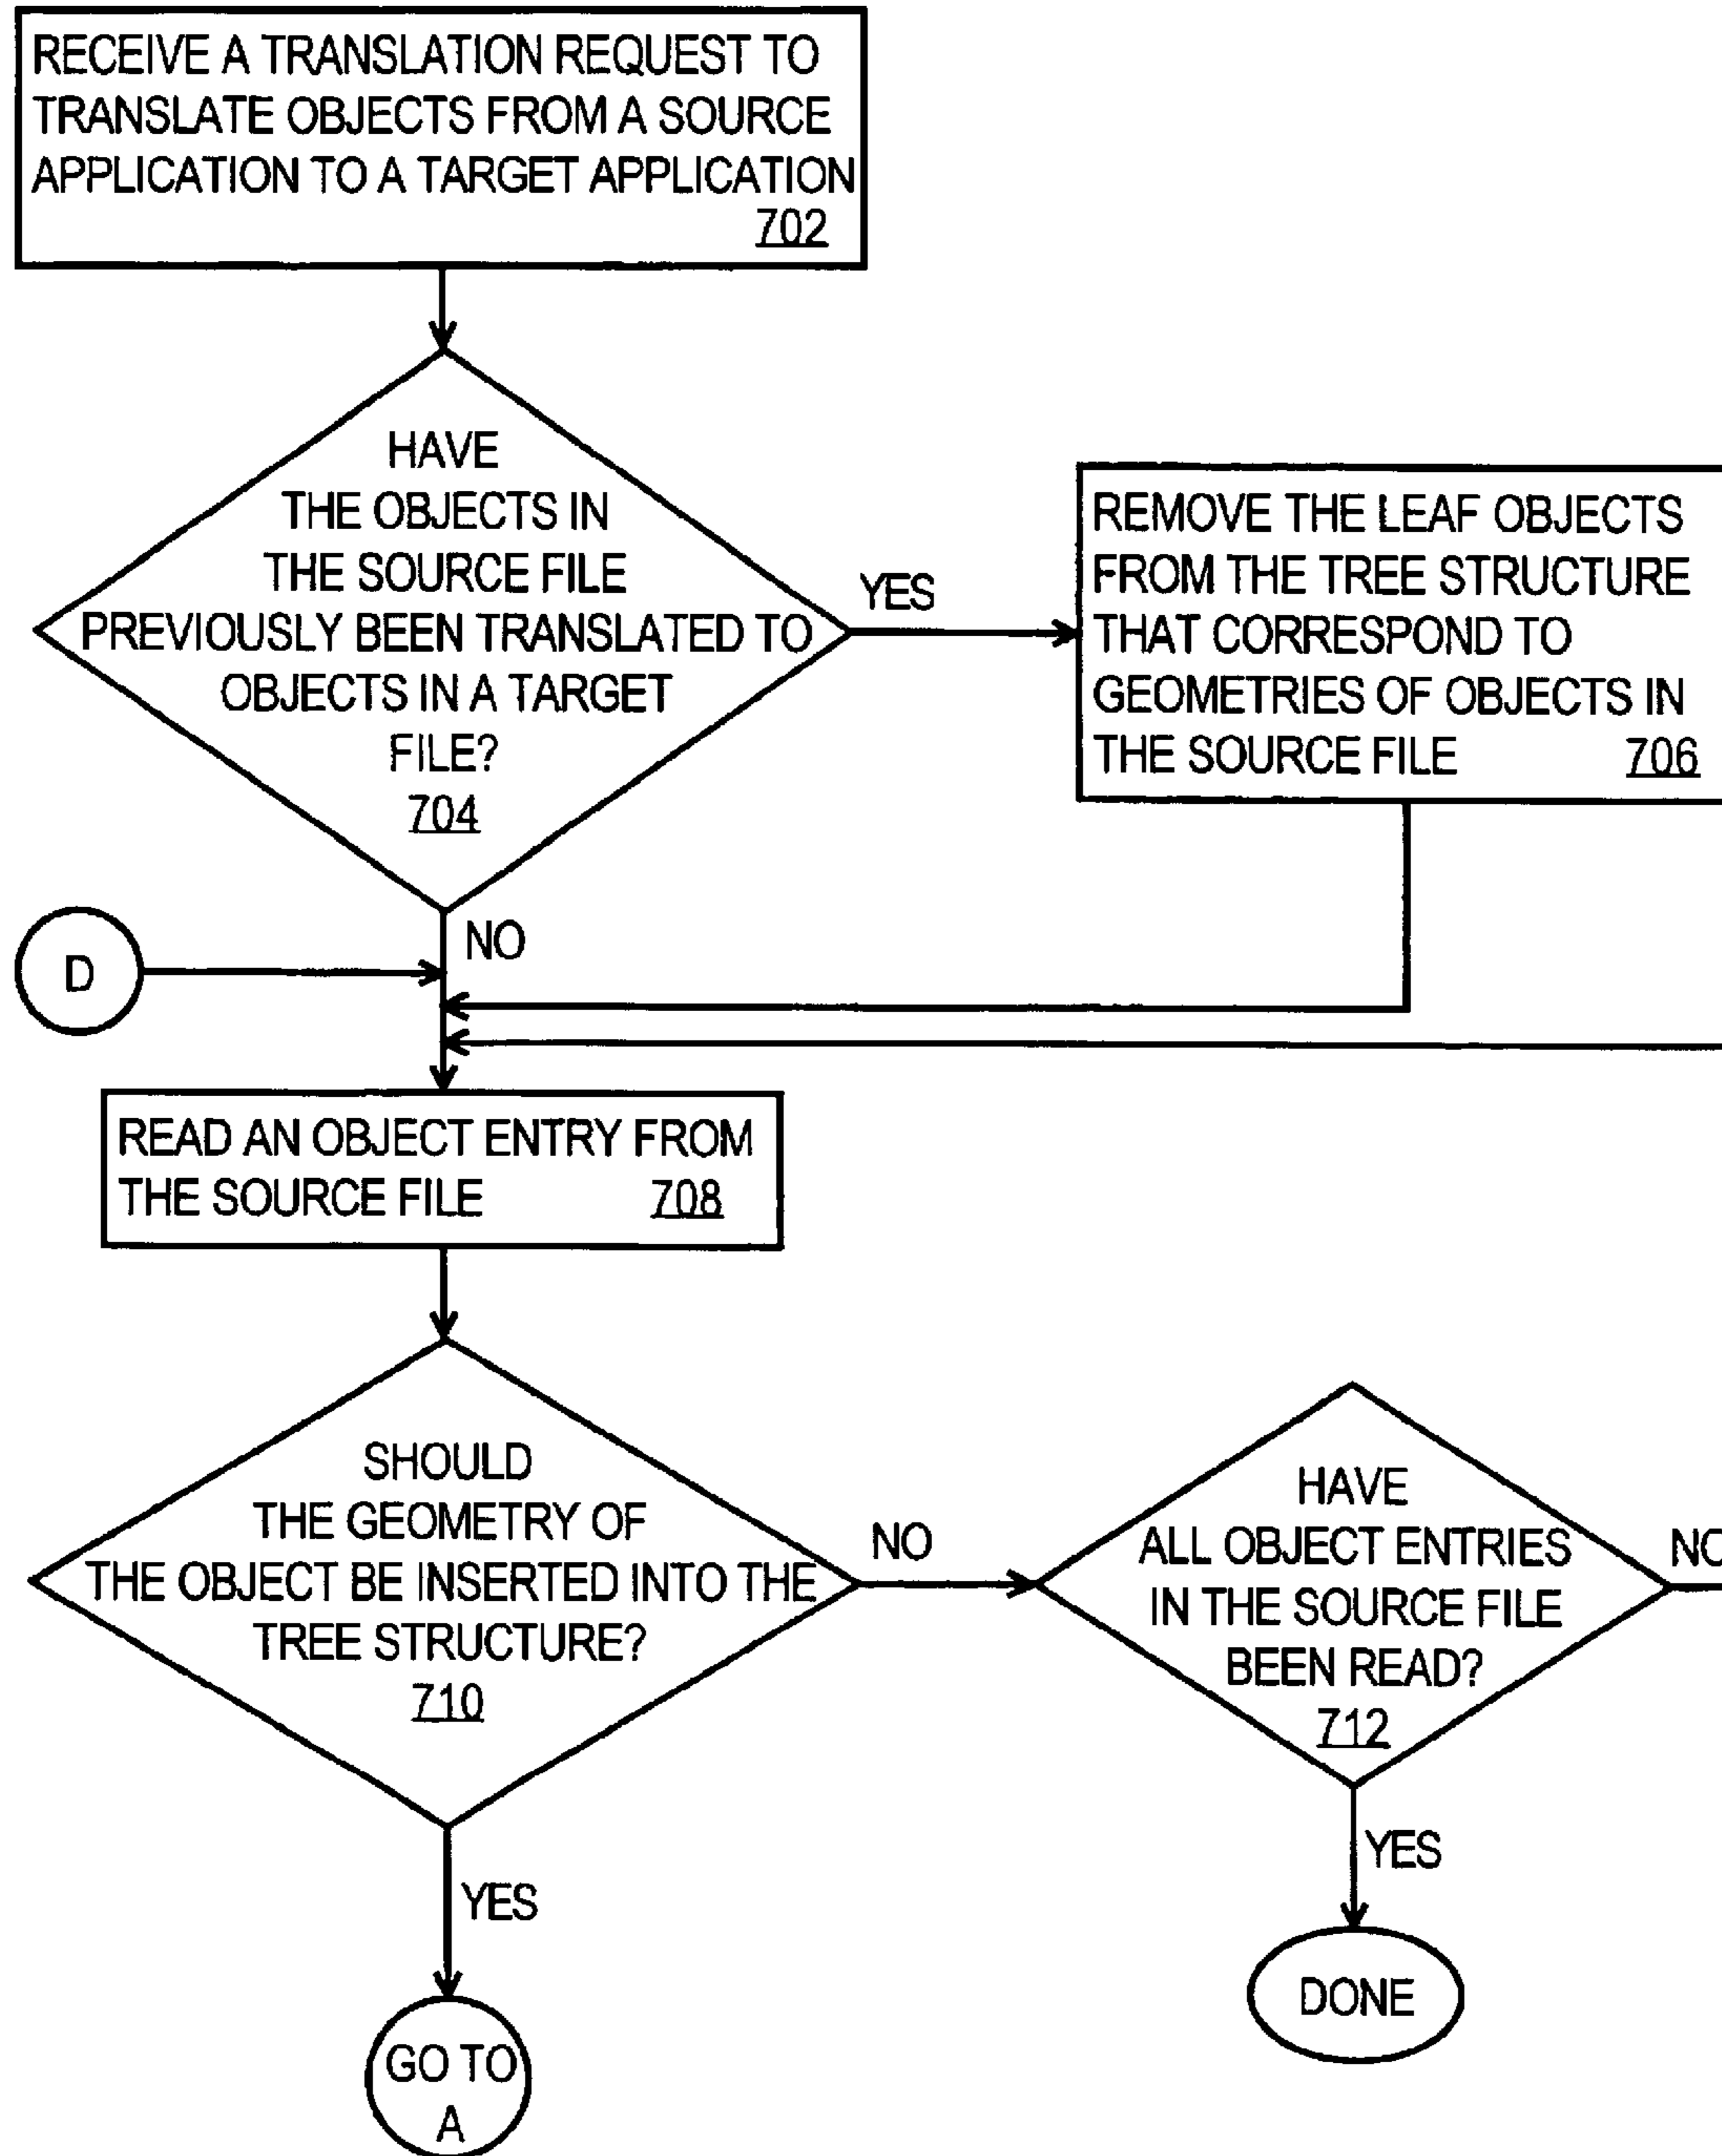 RECEIVE A TRANSLATION REQUEST TO
TRANSLATE OBJECTS FROM A SOURCE
APPLICATION TO A TARGET APPLICATION
702
HAVE
THE OBJECTS IN
THE SOURCE FILE
PREVIOUSLY BEEN TRANSLATED TO
OBJECTS IN A TARGET
FILE?
704
YES
REMOVE THE LEAF OBJECTS
FROM THE TREE STRUCTURE
THAT CORRESPOND TO
GEOMETRIES OF OBJECTS IN
THE SOURCE FILE 706
NO
D
READ AN OBJECT ENTRY FROM
THE SOURCE FILE 708
SHOULD
THE GEOMETRY OF
THE OBJECT BE INSERTED INTO THE
TREE STRUCTURE?
710
NO
HAVE
ALL OBJECT ENTRIES
IN THE SOURCE FILE
BEEN READ?
712
NO
YES
YES
DONE
GO TO
A